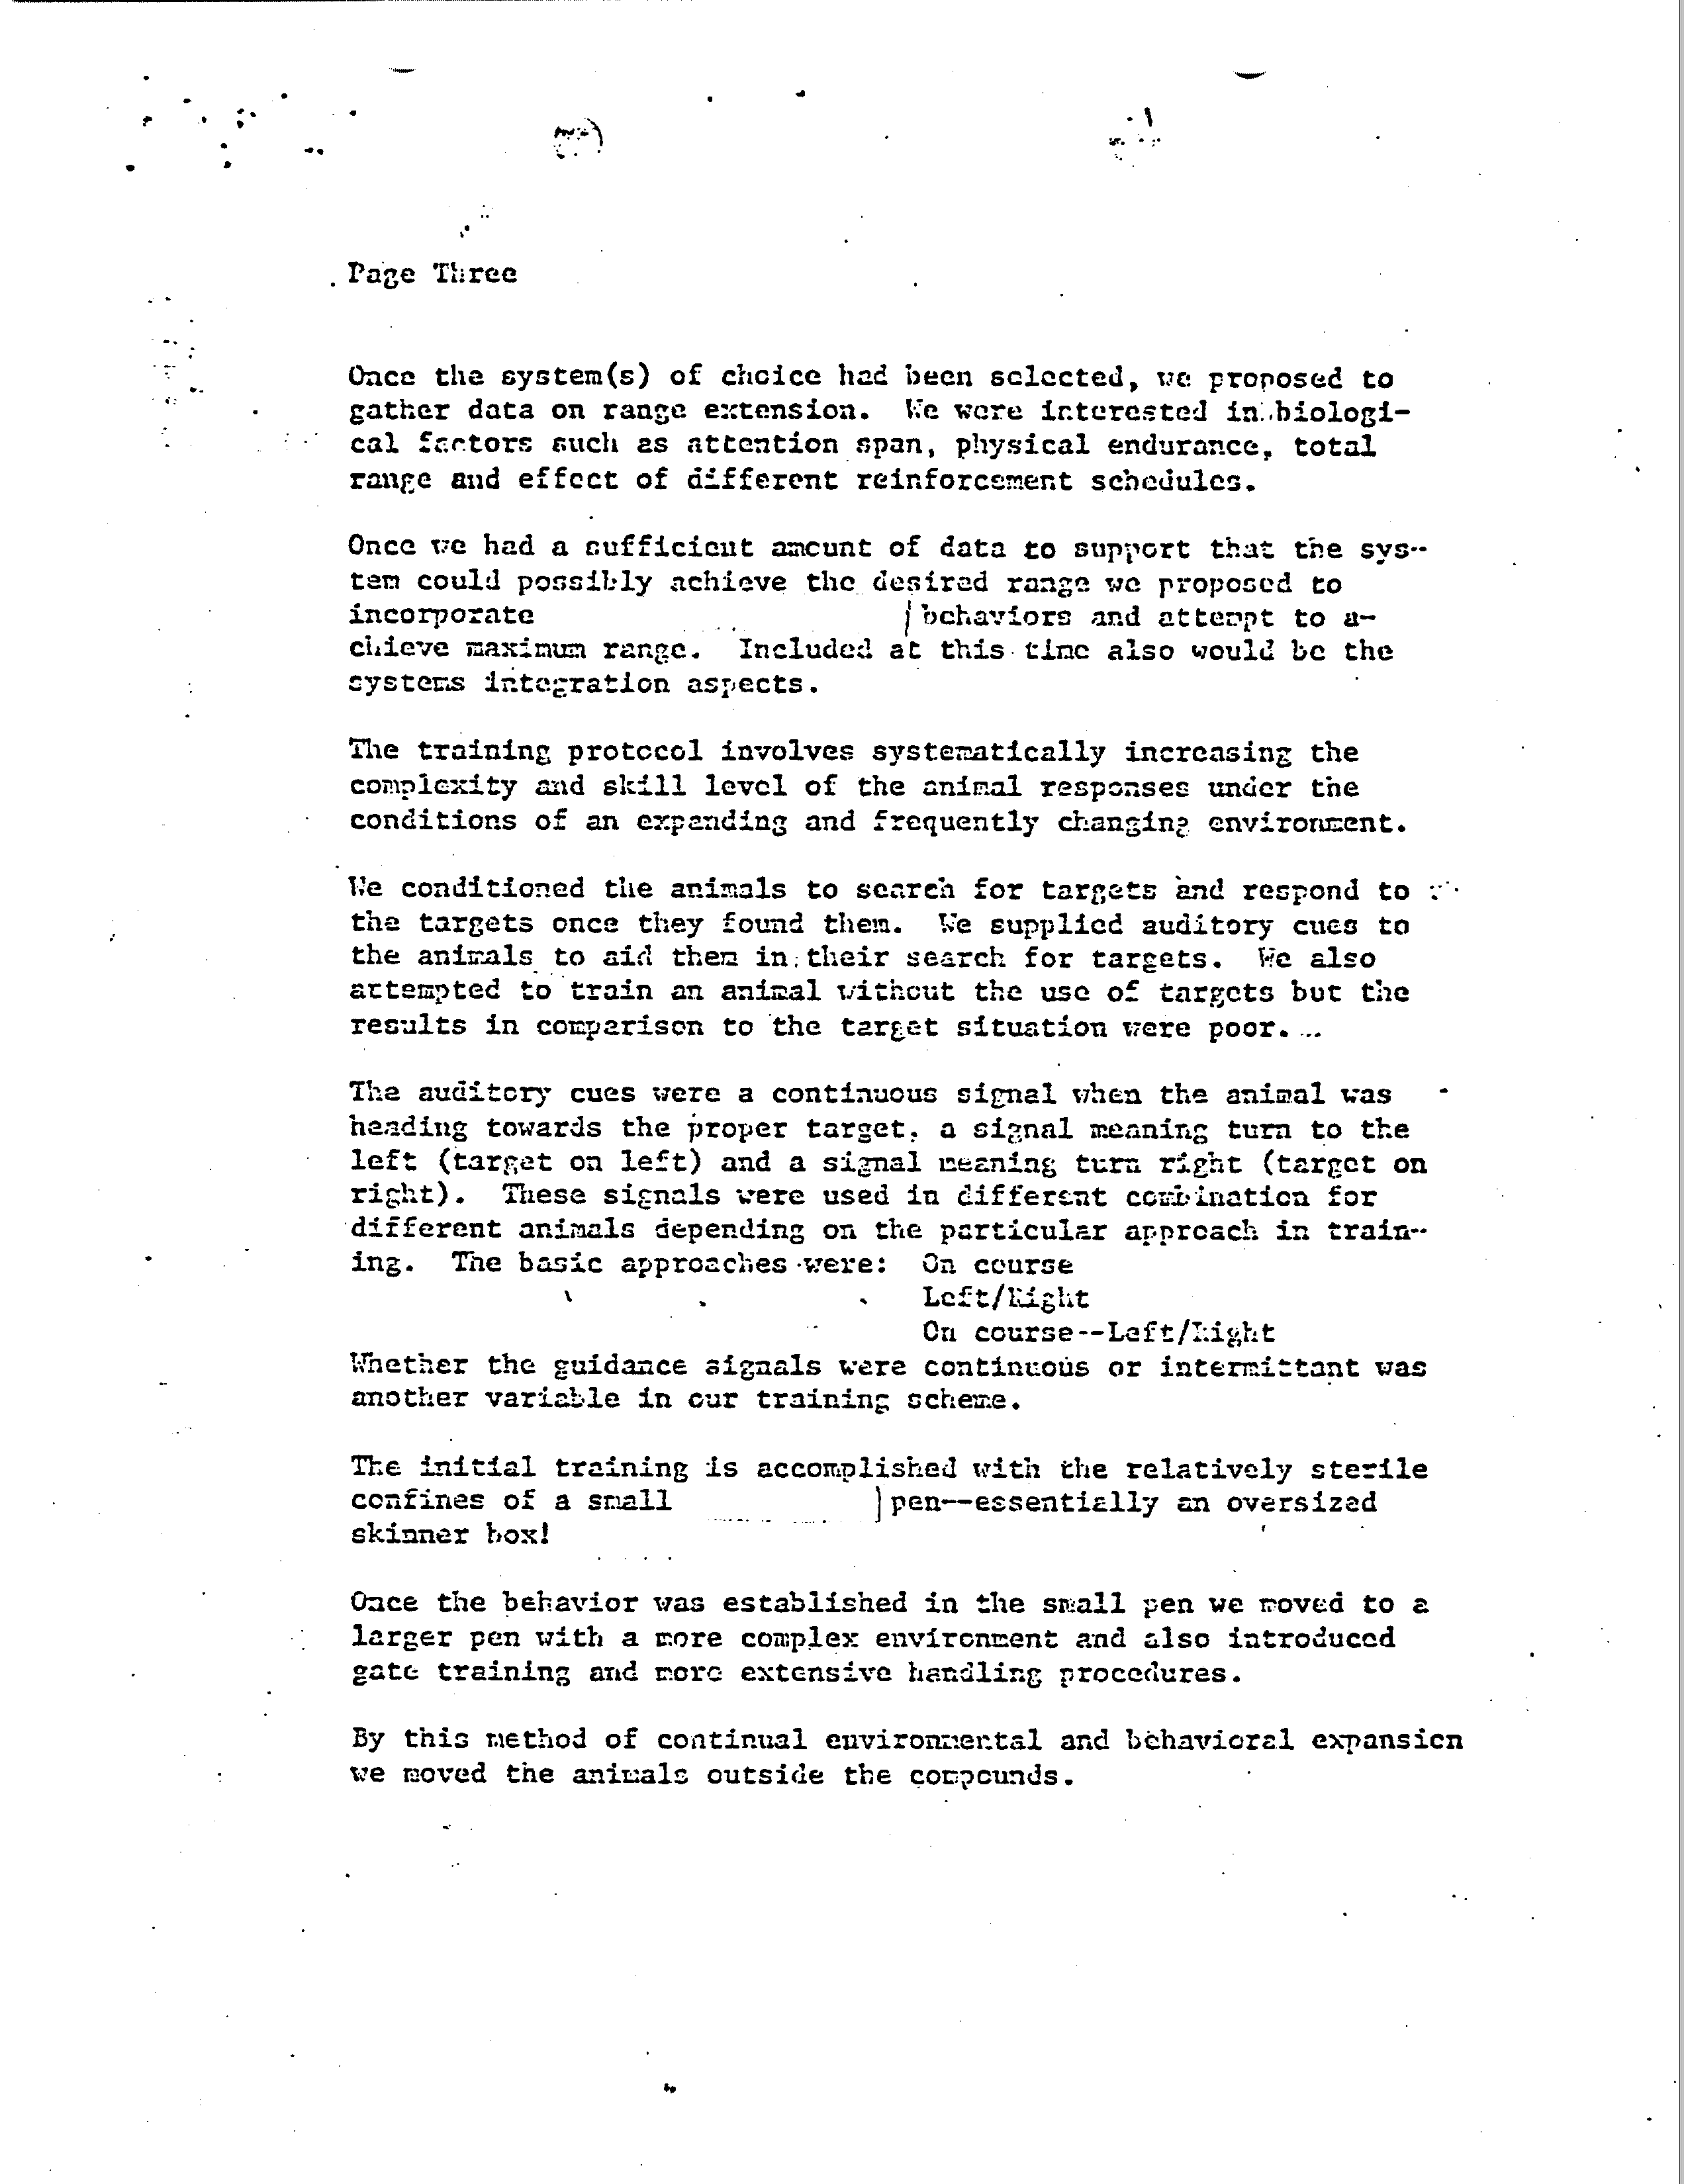 Page Three
Once the system(s) of choice had been selected, we proposed to
gather data on range extension. We were interested in biologi-
cal factors such as attention span, physical endurance, total
range and effect of different reinforcement schedules.
Once we had a sufficient amount of data to support that the sys-
tem could possibly achieve the desired range we proposed to
incorporate behaviors and attempt to a-
chieve maximum range. Included at this time also would be the
systems integration aspects.
The training protocol involves systematically increasing the
complexity and skill level of the animal responses under the
conditions of an expanding and frequently changing environment.
We conditioned the animals to search for targets and respond to
the targets once they found them. We supplied auditory cues to
the animals to aid them in their search for targets. We also
attempted to train an animal without the use of targets but the
results in comparison to the target situation were poor.
The auditory cues were a continuous signal when the animal was
heading towards the proper target, a signal meaning turn to the
left (target on left) and a signal meaning turn right (target on
right). These signals were used in different combination for
different animals depending on the particular approach in train-
ing. The basic approaches were: On course
Left/Right
On course--Left/Right
Whether the guidance signals were continuous or intermittant was
another variable in our training scheme.
The initial training is accomplished with the relatively sterile
confines of a small pen--essentially an oversized
skinner box!
Once the behavior was established in the small pen we moved to a
larger pen with a more complex environment and also introduced
gate training and more extensive handling procedures.
By this method of continual environmental and behavioral expansion
we moved the animals outside the compounds.